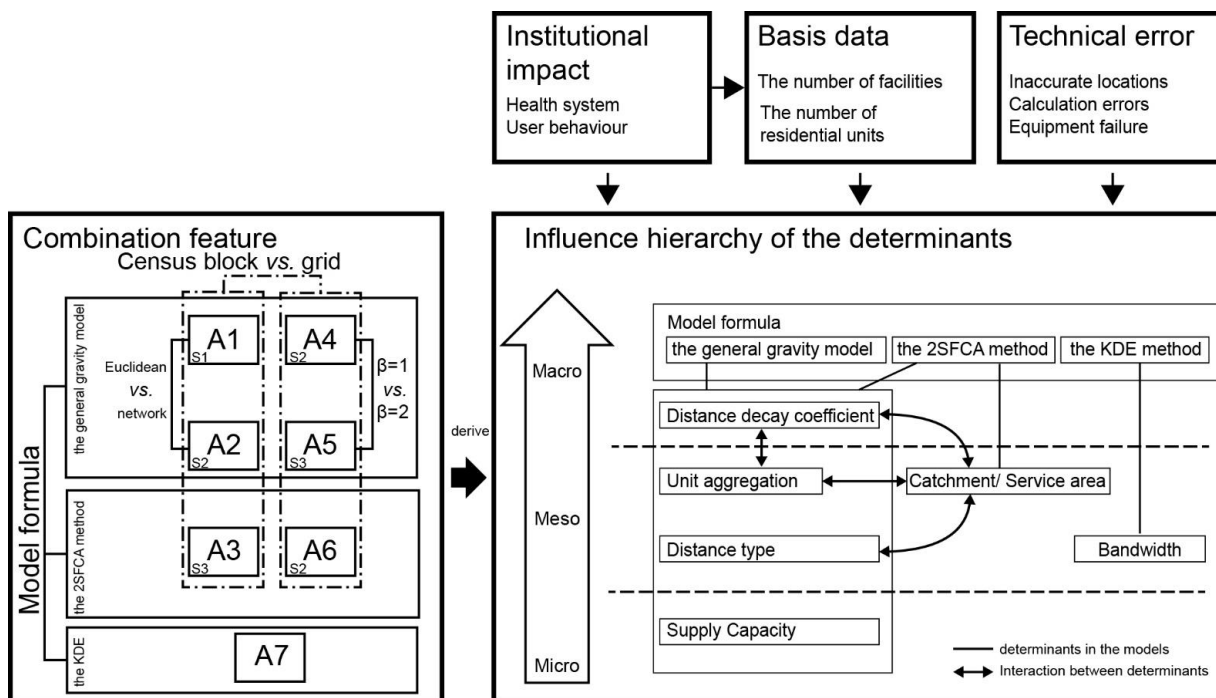 Institutional
impact
Health system
User behaviour
Basis data
The number of facilities
The number of
residential units
Technical error
Inaccurate locations
Calculation errors
Equipment failure
Combination feature
Census block vs. grid
Model formula
the general gravity model
Euclidean
vs.
network
A1
S1
A4
S2
A2
S2
A5
S3
β=1
vs.
β=2
the 2SFCA method
A3
S3
A6
S2
the KDE
A7
derive
Influence hierarchy of the determinants
Macro
Meso
Micro
Model formula
the general gravity model
the 2SFCA method
the KDE method
Distance decay coefficient
Unit aggregation
Catchment/ Service area
Distance type
Bandwidth
Supply Capacity
determinants in the models
Interaction between determinants